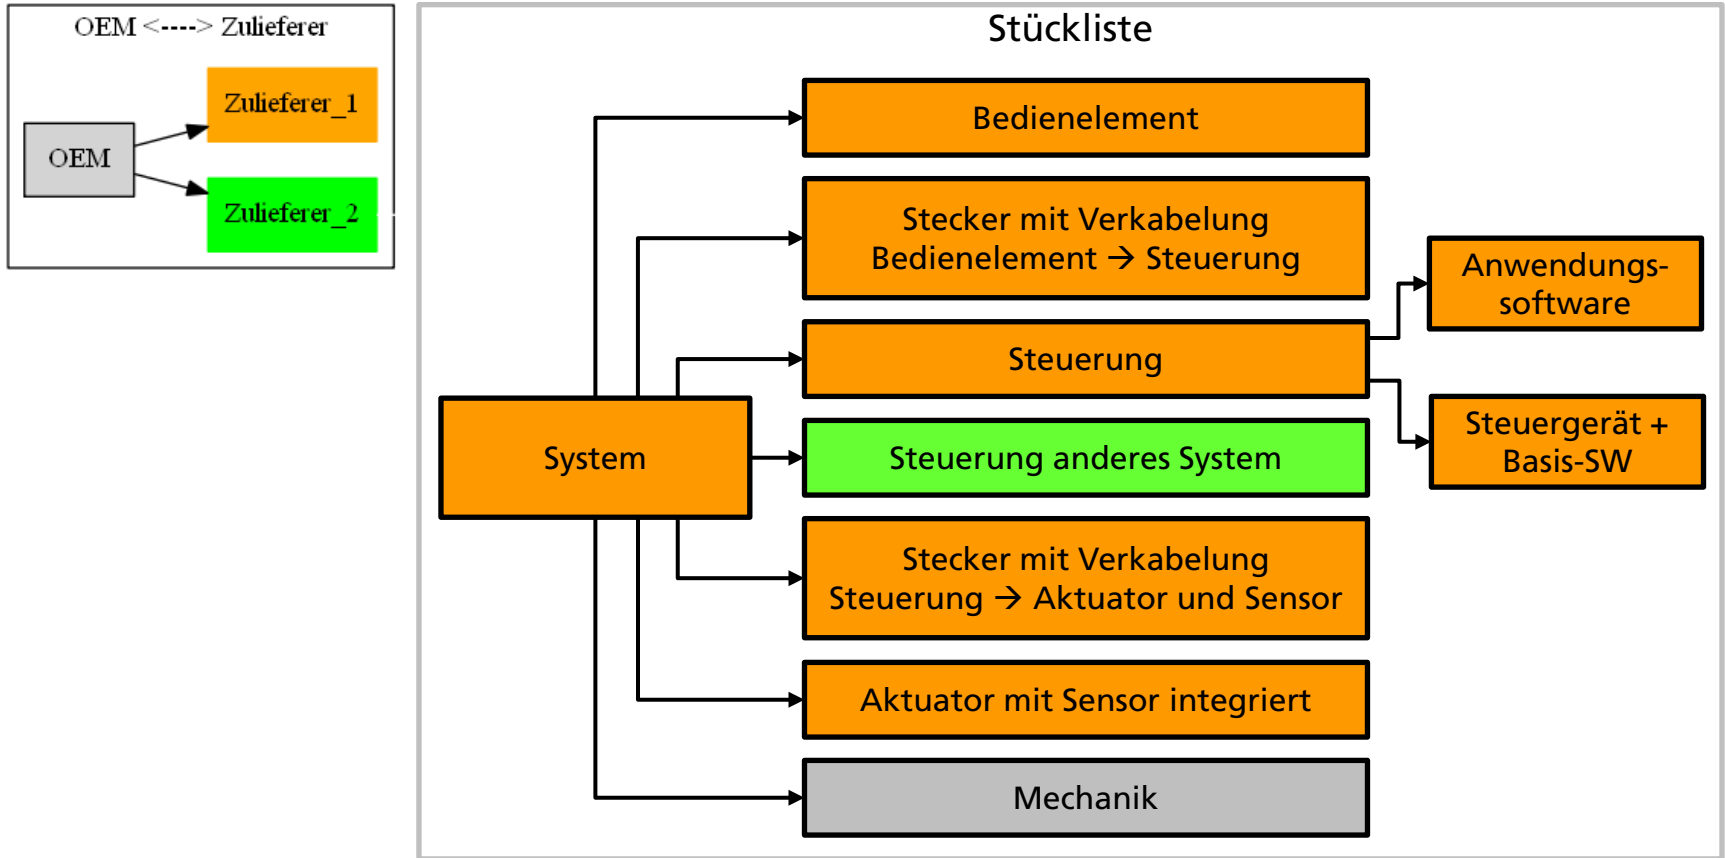 OEM <----> Zulieferer
OEM
Zulieferer_1
Zulieferer_2
Stückliste
System
Bedienelement
Stecker mit Verkabelung
Bedienelement → Steuerung
Steuerung
Anwendungs-
software
Steuergerät +
Basis-SW
Steuerung anderes System
Stecker mit Verkabelung
Steuerung → Aktuator und Sensor
Aktuator mit Sensor integriert
Mechanik